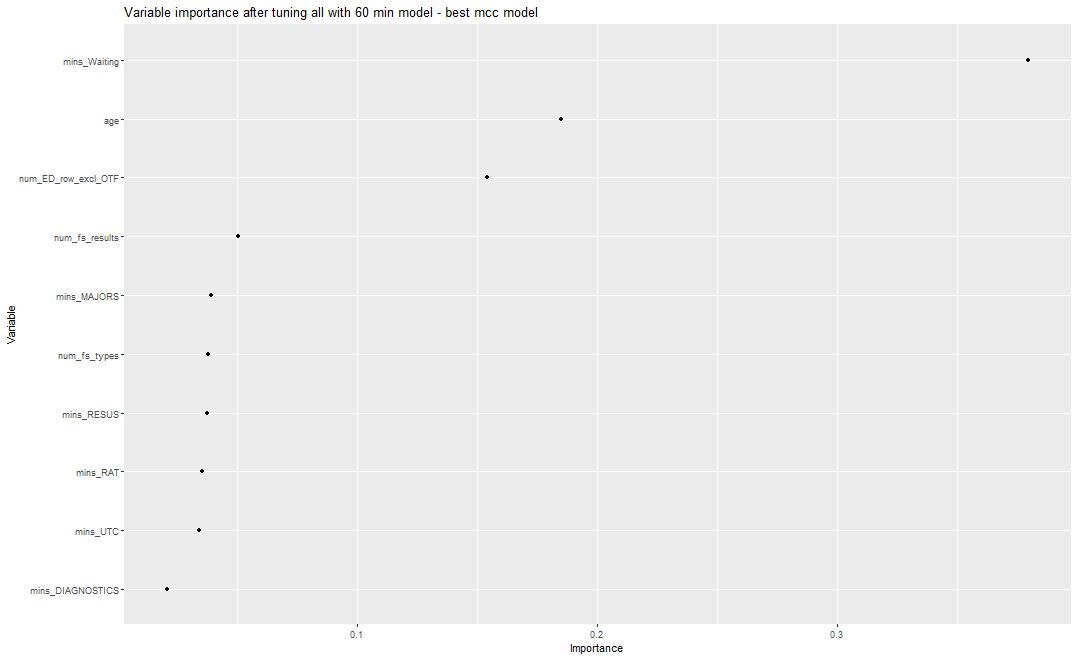 Variable importance after tuning all with 60 min model - best mcc model
mins_Waiting
age
num_ED_row_excl_OTF
num_fs_results
mins_MAJORS
num_fs_types
mins_RESUS
mins_RAT
mins_UTC
mins_DIAGNOSTICS
Variable
0.1 0.2 0.3
Importance